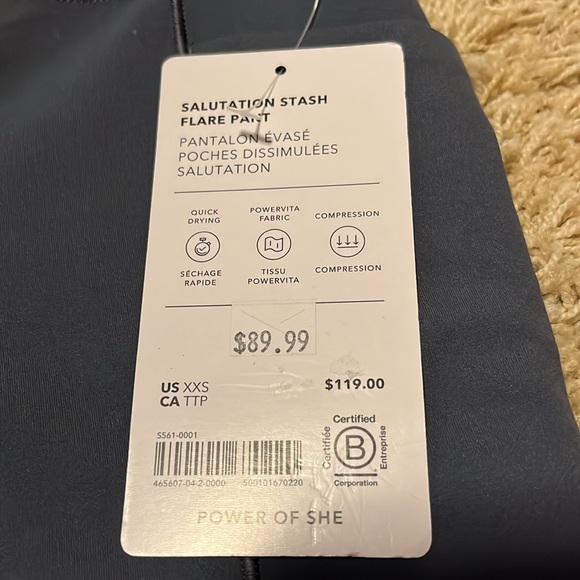 SALUTATION STASH
FLARE PANT
PANTALON ÉVASÉ
POCHES DISSIMULÉES
SALUTATION
QUICK
DRYING
POWERVITA
FABRIC
COMPRESSION
SÉCHAGE
RAPIDE
TISSU
POWERVITA
COMPRESSION
$89.99
US XXS
CA TTP
$119.00
S561-0001
465607-04-2-0000 500101670220
Certified
Certifiée
B
Entreprise
Corporation
POWER OF SHE